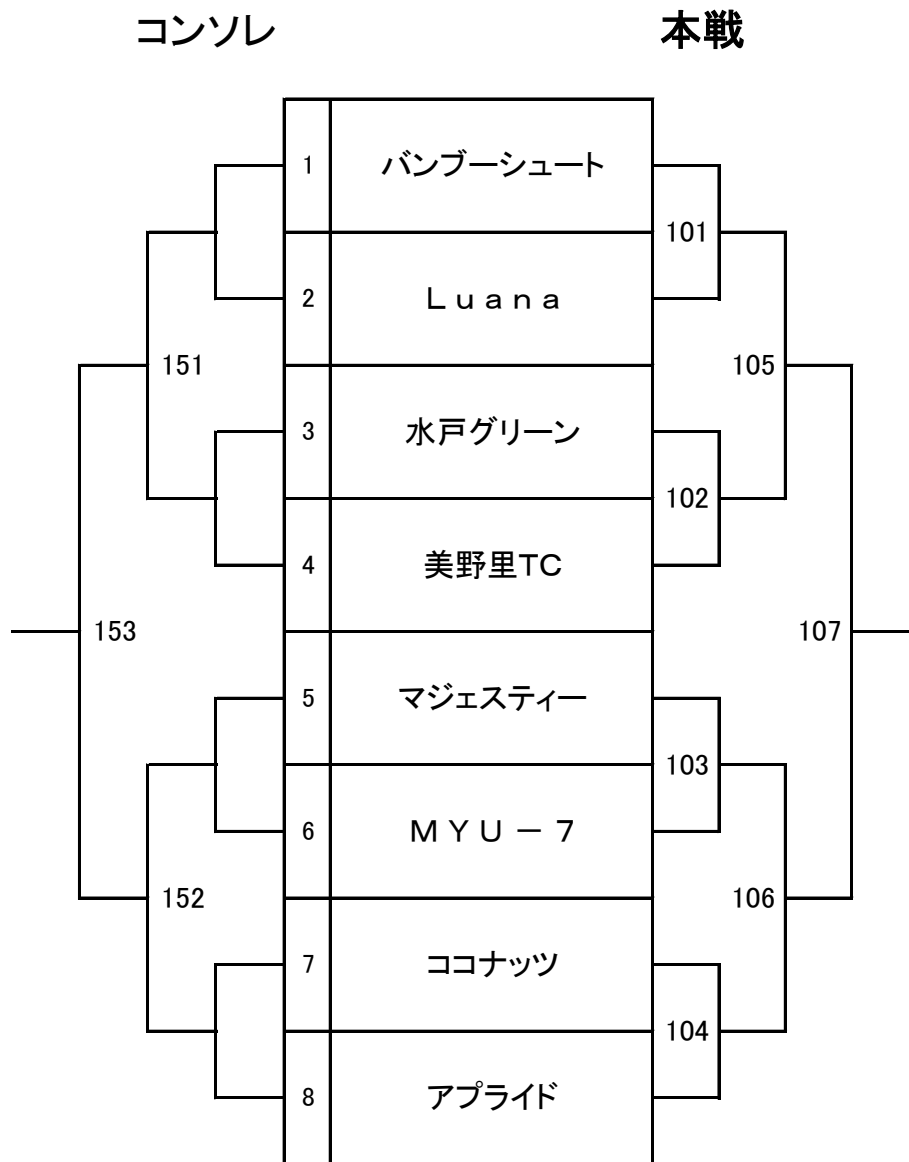 コンソレ 本戦
1 バンブーシュート
101
2 Ｌｕａｎａ
151 105
3 水戸グリーン
102
4 美野里TC
153 107
5 マジェスティー
103
6 ＭＹＵ－７
152 106
7 ココナッツ
104
8 アプライド